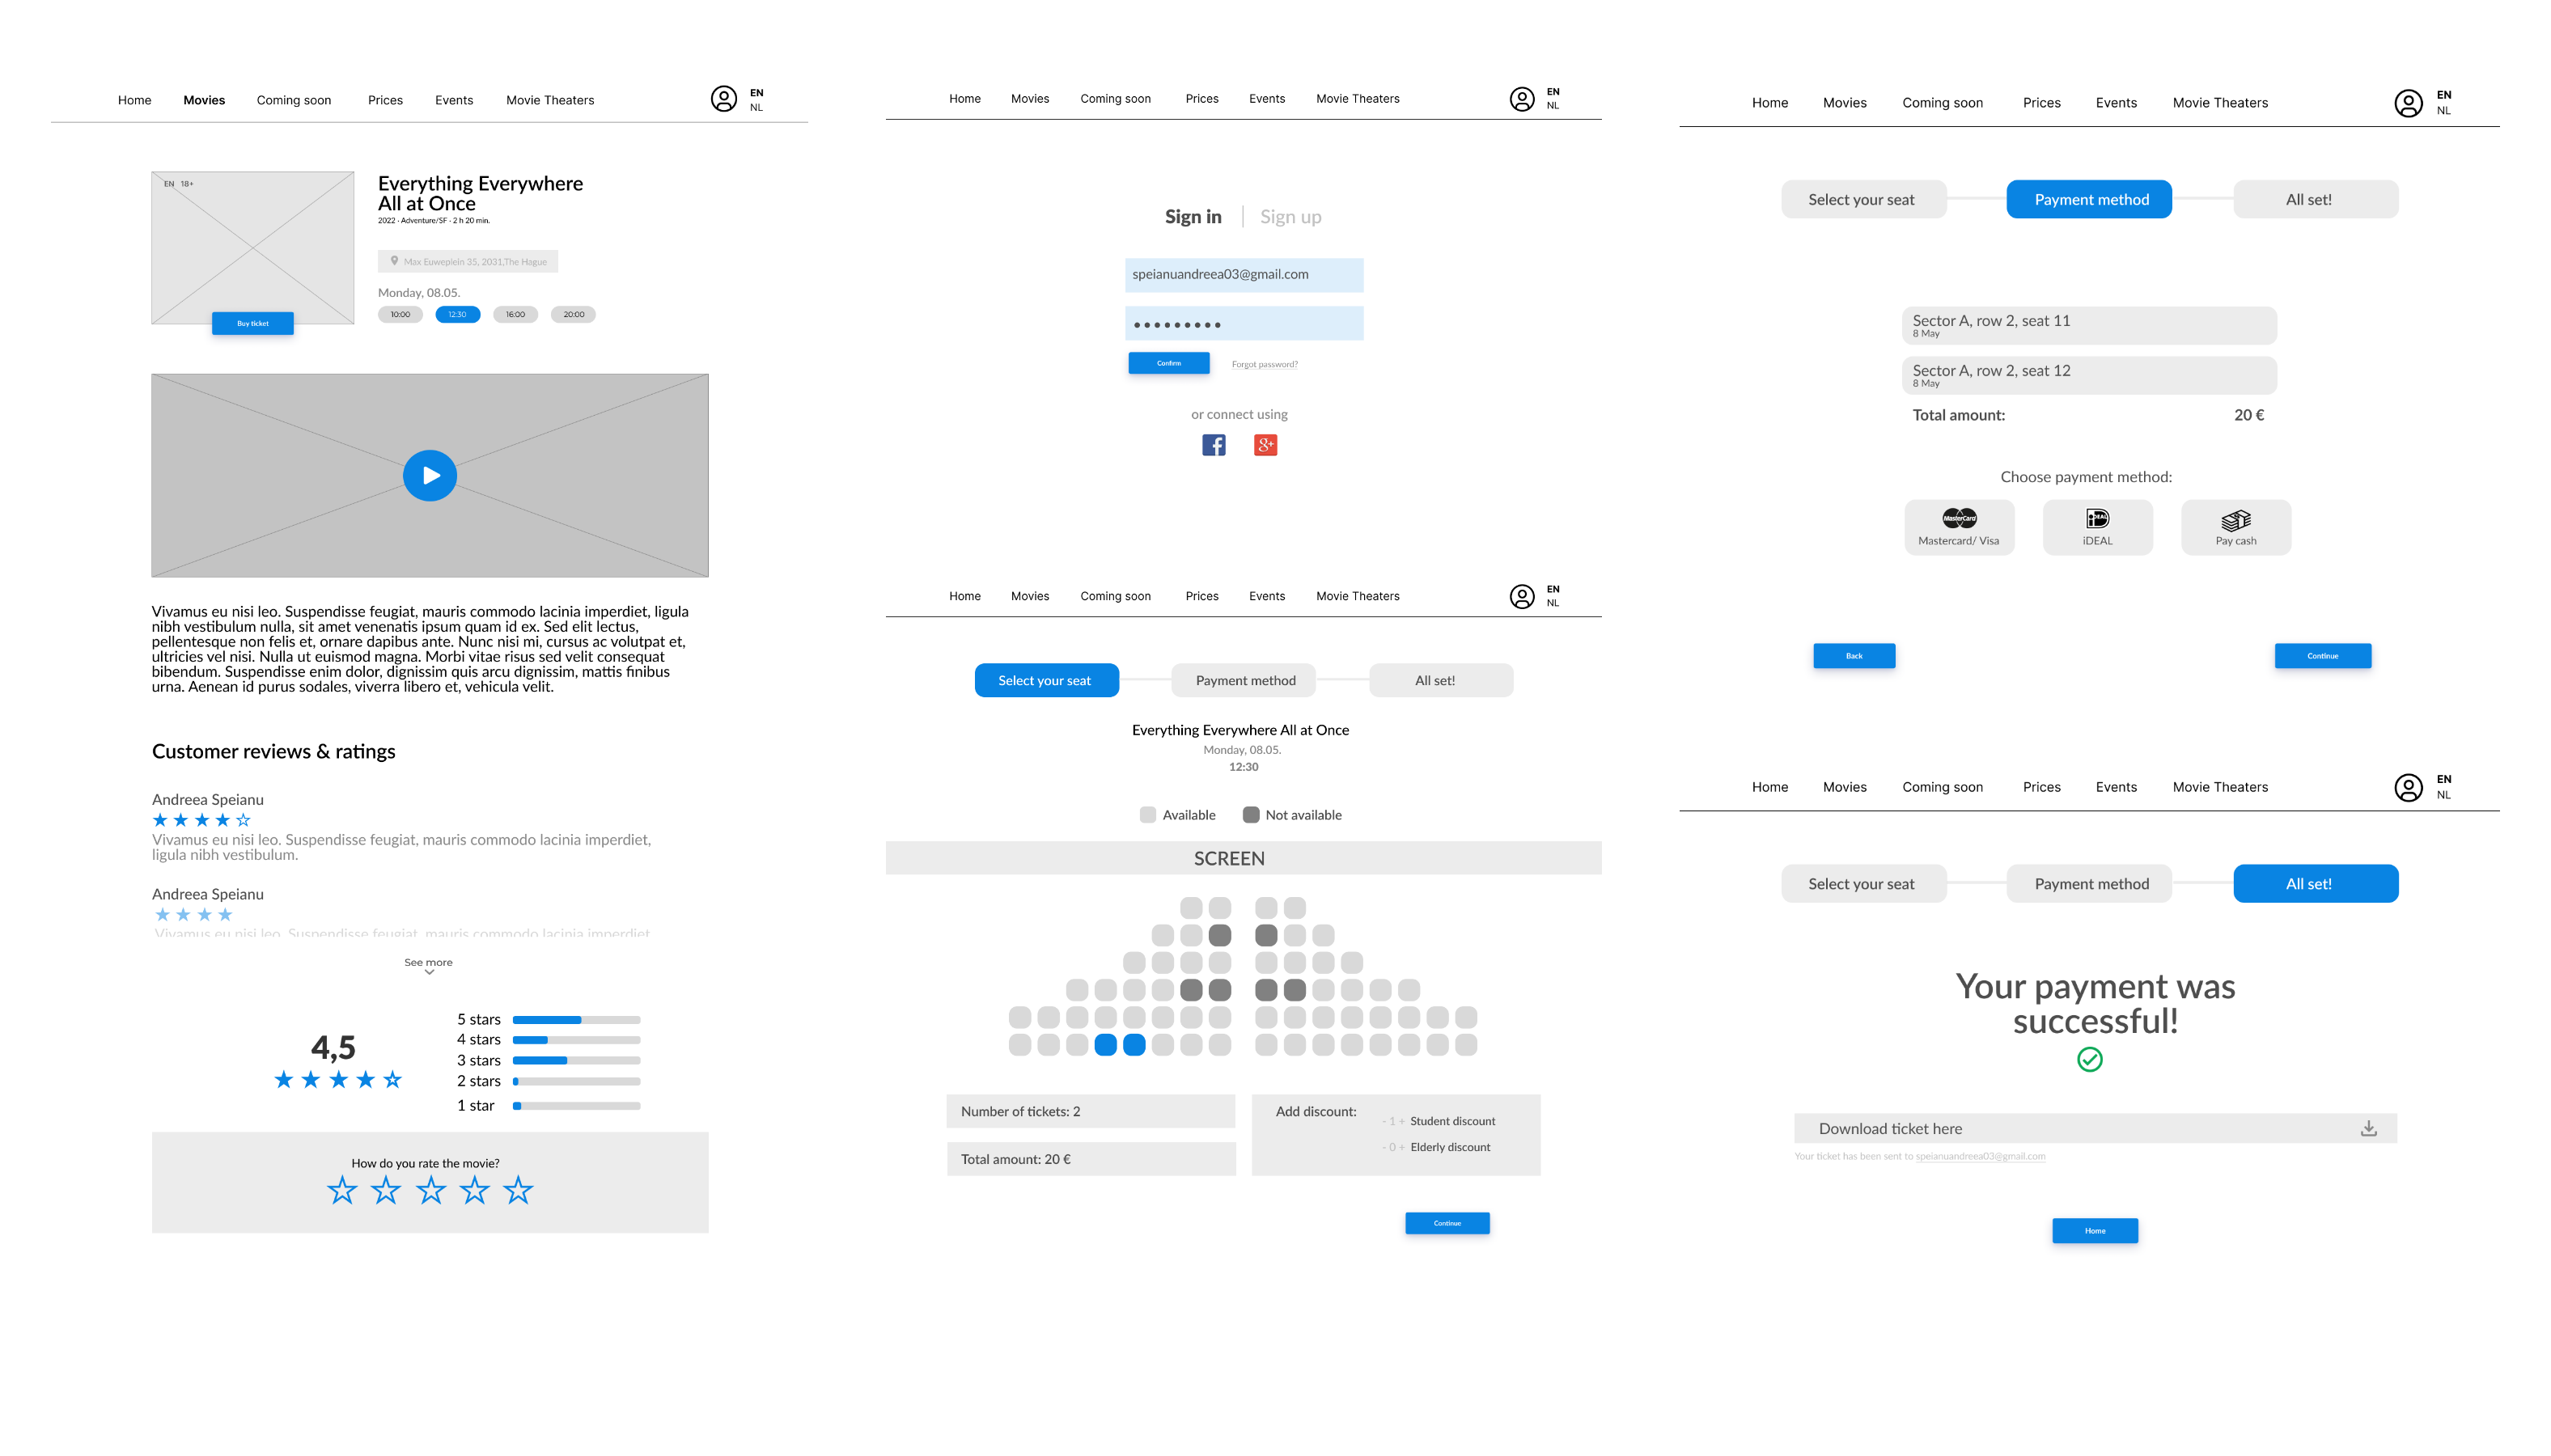 Home Movies Coming soon Prices Events Movie Theaters EN
NL
EN 18+
Everything Everywhere
All at Once
2022 · Adventure/SF · 2 h 20 min.
Max Euweplein 35, 2031,The Hague
Monday, 08.05.
10:00 12:30 16:00 20:00
Buy ticket
Vivamus eu nisi leo. Suspendisse feugiat, mauris commodo lacinia imperdiet, ligula
nibh vestibulum nulla, sit amet venenatis ipsum quam id ex. Sed elit lectus,
pellentesque non felis et, ornare dapibus ante. Nunc nisi mi, cursus ac volutpat et,
ultricies vel nisi. Nulla ut euismod magna. Morbi vitae risus sed velit consequat
bibendum. Suspendisse enim dolor, dignissim quis arcu dignissim, mattis finibus
urna. Aenean id purus sodales, viverra libero et, vehicula velit.
Customer reviews & ratings
Andreea Speianu
Vivamus eu nisi leo. Suspendisse feugiat, mauris commodo lacinia imperdiet,
ligula nibh vestibulum.
Andreea Speianu
Vivamus eu nisi leo. Suspendisse feugiat, mauris commodo lacinia imperdiet
See more
4,5
5 stars
4 stars
3 stars
2 stars
1 star
How do you rate the movie?
Home Movies Coming soon Prices Events Movie Theaters EN
NL
Sign in Sign up
speianuandreea03@gmail.com
Confirm Forgot password?
or connect using
f g+
Home Movies Coming soon Prices Events Movie Theaters EN
NL
Select your seat Payment method All set!
Everything Everywhere All at Once
Monday, 08.05.
12:30
Available Not available
SCREEN
Number of tickets: 2
Total amount: 20 €
Add discount:
- 1 + Student discount
- 0 + Elderly discount
Continue
Home Movies Coming soon Prices Events Movie Theaters EN
NL
Select your seat Payment method All set!
Sector A, row 2, seat 11
8 May
Sector A, row 2, seat 12
8 May
Total amount: 20 €
Choose payment method:
MasterCard iDEAL
Mastercard/ Visa iDEAL Pay cash
Back Continue
Home Movies Coming soon Prices Events Movie Theaters EN
NL
Select your seat Payment method All set!
Your payment was
successful!
Download ticket here
Your ticket has been sent to speianuandreea03@gmail.com
Home